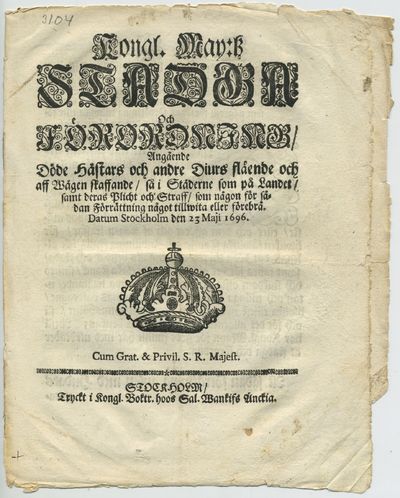 3104
Kongl. May:tz
STADGA
Och
FÖRORDNING/
Angående
Döde Hästars och andre Diurs fläende och
aff Wägen skaffande/ så i Städerne som på Landet/
samt deras Plicht och Straff/ som någon för så-
dan Förrättning något tillwita eller förebrå.
Datum Stockholm den 23 Maji 1696.
Cum Grat. & Privil. S. R. Majest.
STOCKHOLM/
Tryckt i Kongl. Boktr. hoos Sal. Wankifs Änckia.